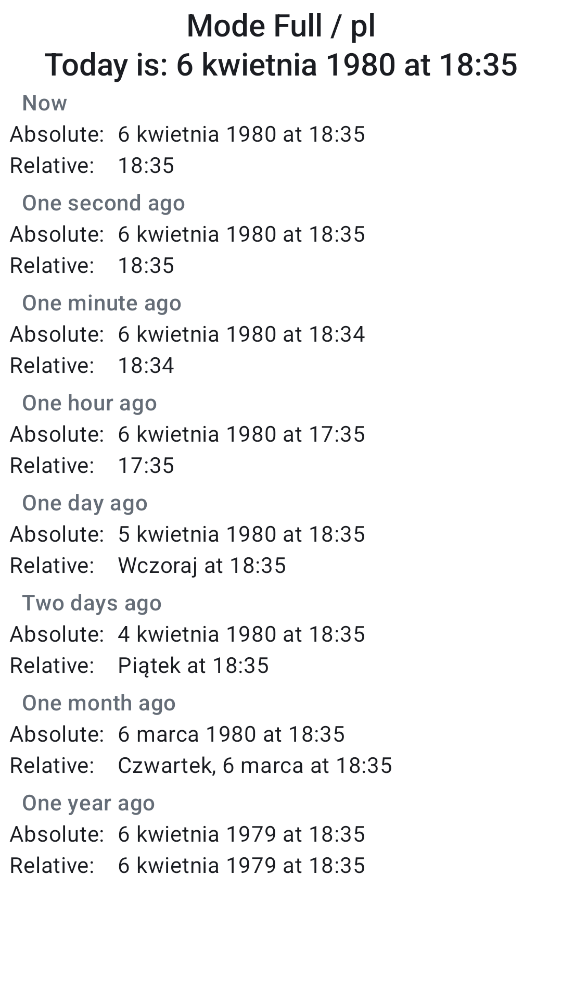 Mode Full / pl
Today is: 6 kwietnia 1980 at 18:35
Now
Absolute: 6 kwietnia 1980 at 18:35
Relative: 18:35
One second ago
Absolute: 6 kwietnia 1980 at 18:35
Relative: 18:35
One minute ago
Absolute: 6 kwietnia 1980 at 18:34
Relative: 18:34
One hour ago
Absolute: 6 kwietnia 1980 at 17:35
Relative: 17:35
One day ago
Absolute: 5 kwietnia 1980 at 18:35
Relative: Wczoraj at 18:35
Two days ago
Absolute: 4 kwietnia 1980 at 18:35
Relative: Piątek at 18:35
One month ago
Absolute: 6 marca 1980 at 18:35
Relative: Czwartek, 6 marca at 18:35
One year ago
Absolute: 6 kwietnia 1979 at 18:35
Relative: 6 kwietnia 1979 at 18:35